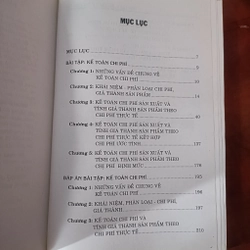 MỤC LỤC
MỤC LỤC
BÀI TẬP: KẾ TOÁN CHI PHÍ
Chương 1: NHỮNG VẤN ĐỀ CHUNG VỀ
KẾ TOÁN CHI PHÍ
Chương 2: KHÁI NIỆM - PHÂN LOẠI CHI PHÍ,
GIÁ THÀNH SẢN PHẨM
Chương 3: KẾ TOÁN CHI PHÍ SẢN XUẤT VÀ
TÍNH GIÁ THÀNH SẢN PHẨM THEO
CHI PHÍ THỰC TẾ
Chương 4: KẾ TOÁN CHI PHÍ SẢN XUẤT VÀ
TÍNH GIÁ THÀNH SẢN PHẨM THEO
CHI PHÍ THỰC TẾ KẾT HỢP
CHI PHÍ ƯỚC TÍNH
KẾ TOÁN CHI PHÍ SẢN XUẤT VÀ
TÍNH GIÁ THÀNH SẢN PHẨM THEO
CHI PHÍ ĐỊNH MỨC 178
ĐÁP ÁN BÀI TẬP: KẾ TOÁN CHI PHÍ 195
Chương 1: NHỮNG VẤN ĐỀ CHUNG VỀ
KẾ TOÁN CHI PHÍ 196
Chương 2: KHÁI NIỆM, PHÂN LOẠI - CHI PHÍ,
GIÁ THÀNH 197
Chương 3: KẾ TOÁN CHI PHÍ VÀ
TÍNH GIÁ THÀNH SẢN PHẨM THEO
CHI PHÍ THỰC TẾ